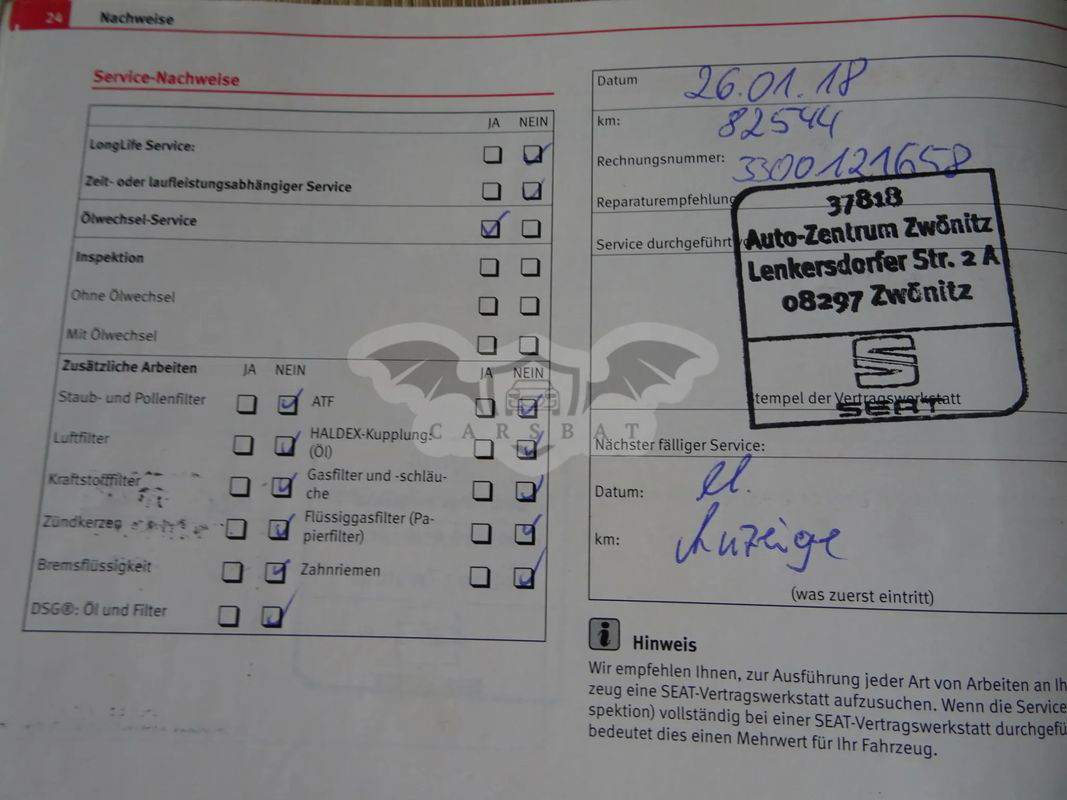 24 Nachweise
Service-Nachweise
JA NEIN
LongLife Service:
Zeit- oder laufleistungsabhängiger Service
Ölwechsel-Service
Inspektion
Ohne Ölwechsel
Mit Ölwechsel
Zusätzliche Arbeiten JA NEIN JA NEIN
Staub- und Pollenfilter ATF
Luftfilter HALDEX-Kupplung:
(Öl)
Kraftstofffilter Gasfilter und -schläu-
che
Zündkerzen Flüssiggasfilter (Pa-
pierfilter)
Bremsflüssigkeit Zahnriemen
DSG®: Öl und Filter
CARSBAT
Datum 26.01.18
km: 82544
Rechnungsnummer: 3300121658
Reparaturempfehlung
Service durchgeführt
37818
Auto-Zentrum Zwönitz
Lenkersdorfer Str. 2 A
08297 Zwönitz
SEAT
Stempel der Vertragswerkstatt
Nächster fälliger Service:
Datum:
km: Anzeige
(was zuerst eintritt)
i Hinweis
Wir empfehlen Ihnen, zur Ausführung jeder Art von Arbeiten an Ih
zeug eine SEAT-Vertragswerkstatt aufzusuchen. Wenn die Service
spektion) vollständig bei einer SEAT-Vertragswerkstatt durchgefü
bedeutet dies einen Mehrwert für Ihr Fahrzeug.